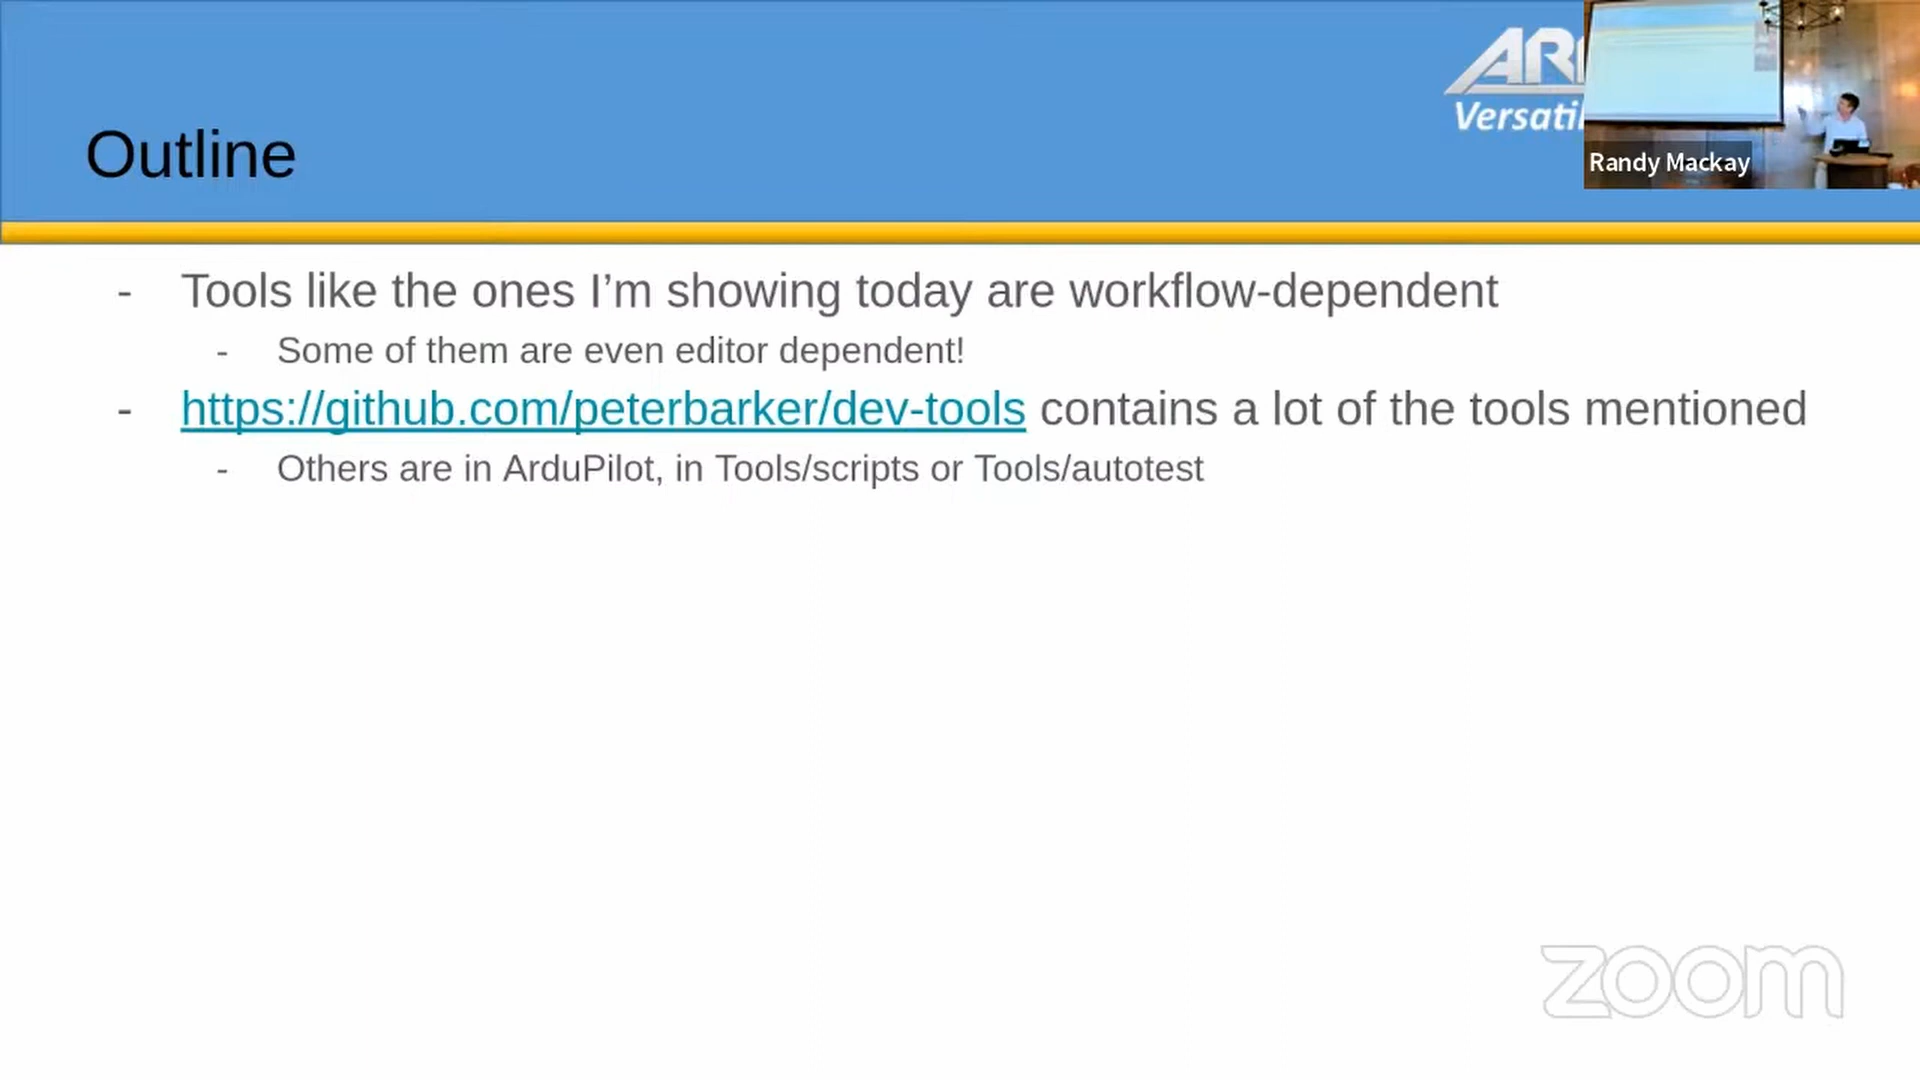 Outline
Versatil
Randy Mackay
- Tools like the ones I’m showing today are workflow-dependent
- Some of them are even editor dependent!
- https://github.com/peterbarker/dev-tools contains a lot of the tools mentioned
- Others are in ArduPilot, in Tools/scripts or Tools/autotest
zoom